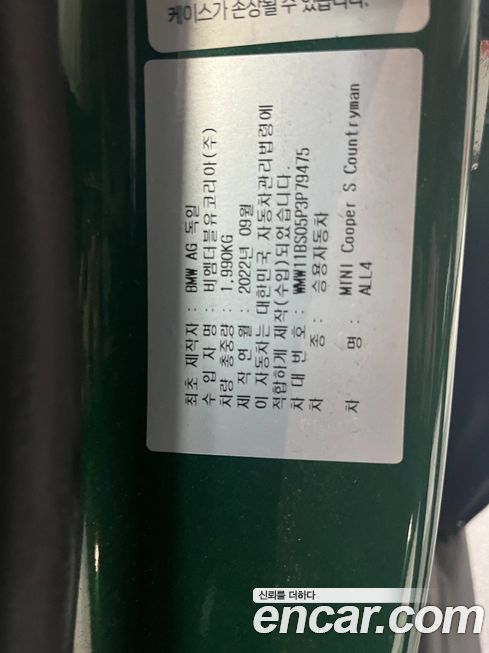 케이스가 손상될 수 있습니다.
최초 제작자 : BMW AG 독일
수 입 자 명 : 비엠더블유코리아(주)
차량 총중량 : 1,990KG
제 작 연 월 : 2022년 09월
이 자동차는 대한민국 자동차관리법령에
적합하게 제작(수입)되었습니다.
차 대 번 호 : WMW11BS05P3P79475
차 종 : 승용자동차
차 명 : MINI Cooper S Countryman
ALL4
신뢰를 더하다
encar.com